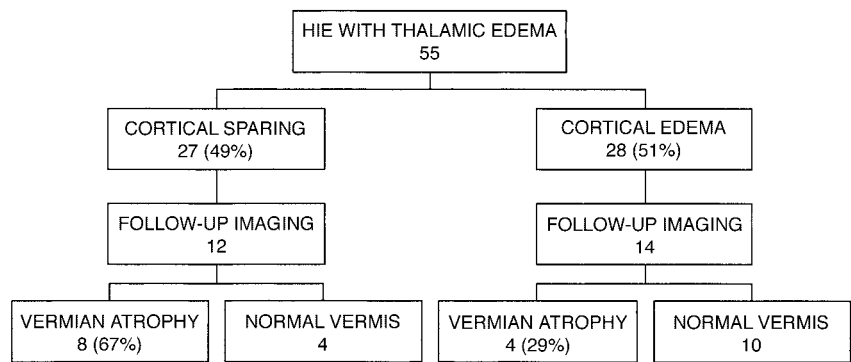 HIE WITH THALAMIC EDEMA
55
CORTICAL SPARING
27 (49%)
CORTICAL EDEMA
28 (51%)
FOLLOW-UP IMAGING
12
FOLLOW-UP IMAGING
14
VERMIAN ATROPHY
8 (67%)
NORMAL VERMIS
4
VERMIAN ATROPHY
4 (29%)
NORMAL VERMIS
10